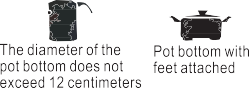 The diameter of the
pot bottom does not
exceed 12 centimeters
Pot bottom with
feet attached